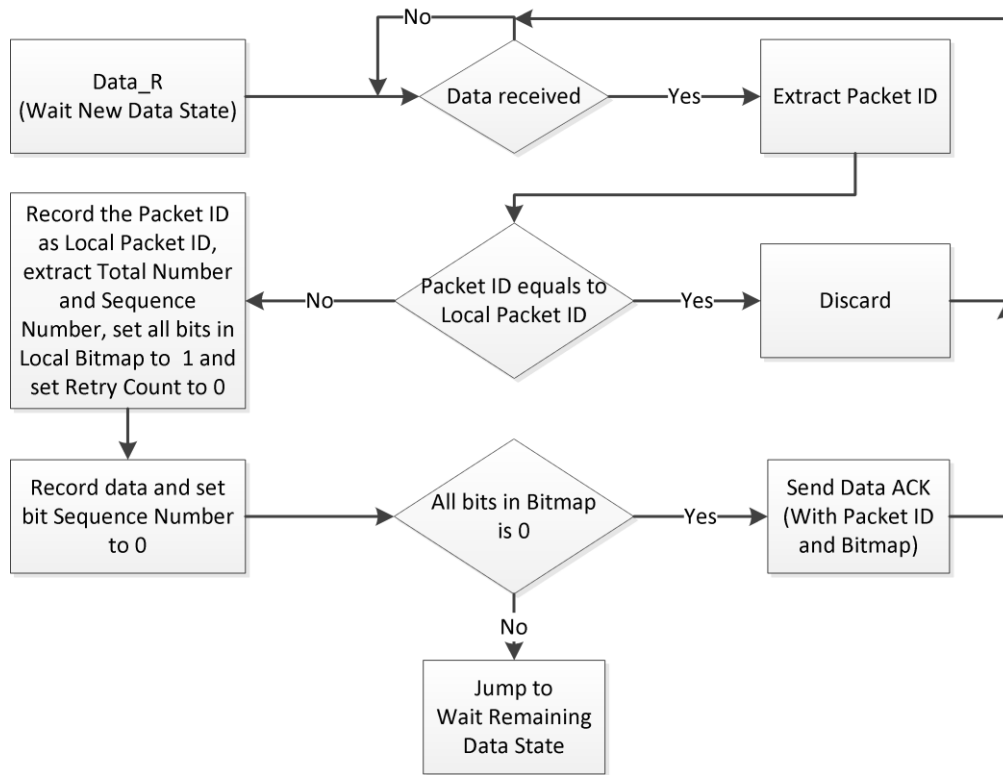 No
Data_R
(Wait New Data State)
Data received
Yes
Extract Packet ID
Record the Packet ID
as Local Packet ID,
extract Total Number
and Sequence
Number, set all bits in
Local Bitmap to  1 and
set Retry Count to 0
No
Packet ID equals to
Local Packet ID
Yes
Discard
Record data and set
bit Sequence Number
to 0
All bits in Bitmap
is 0
Yes
Send Data ACK
(With Packet ID
and Bitmap)
No
Jump to
Wait Remaining
Data State